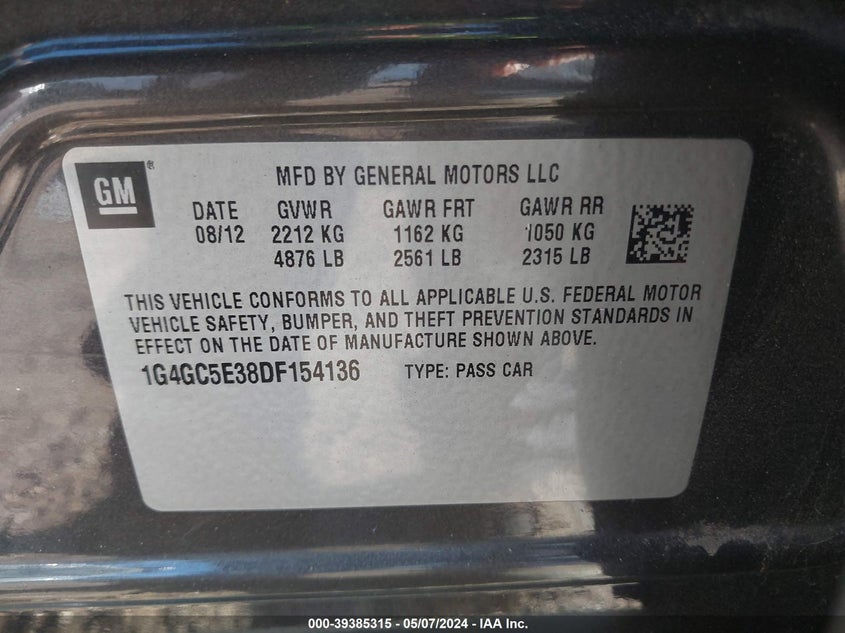 GM ®
MFD BY GENERAL MOTORS LLC
DATE GVWR GAWR FRT GAWR RR
08/12 2212 KG 1162 KG 1050 KG
4876 LB 2561 LB 2315 LB
THIS VEHICLE CONFORMS TO ALL APPLICABLE U.S. FEDERAL MOTOR
VEHICLE SAFETY, BUMPER, AND THEFT PREVENTION STANDARDS IN
EFFECT ON THE DATE OF MANUFACTURE SHOWN ABOVE.
1G4GC5E38DF154136 TYPE: PASS CAR
000-39385315 - 05/07/2024 - IAA Inc.